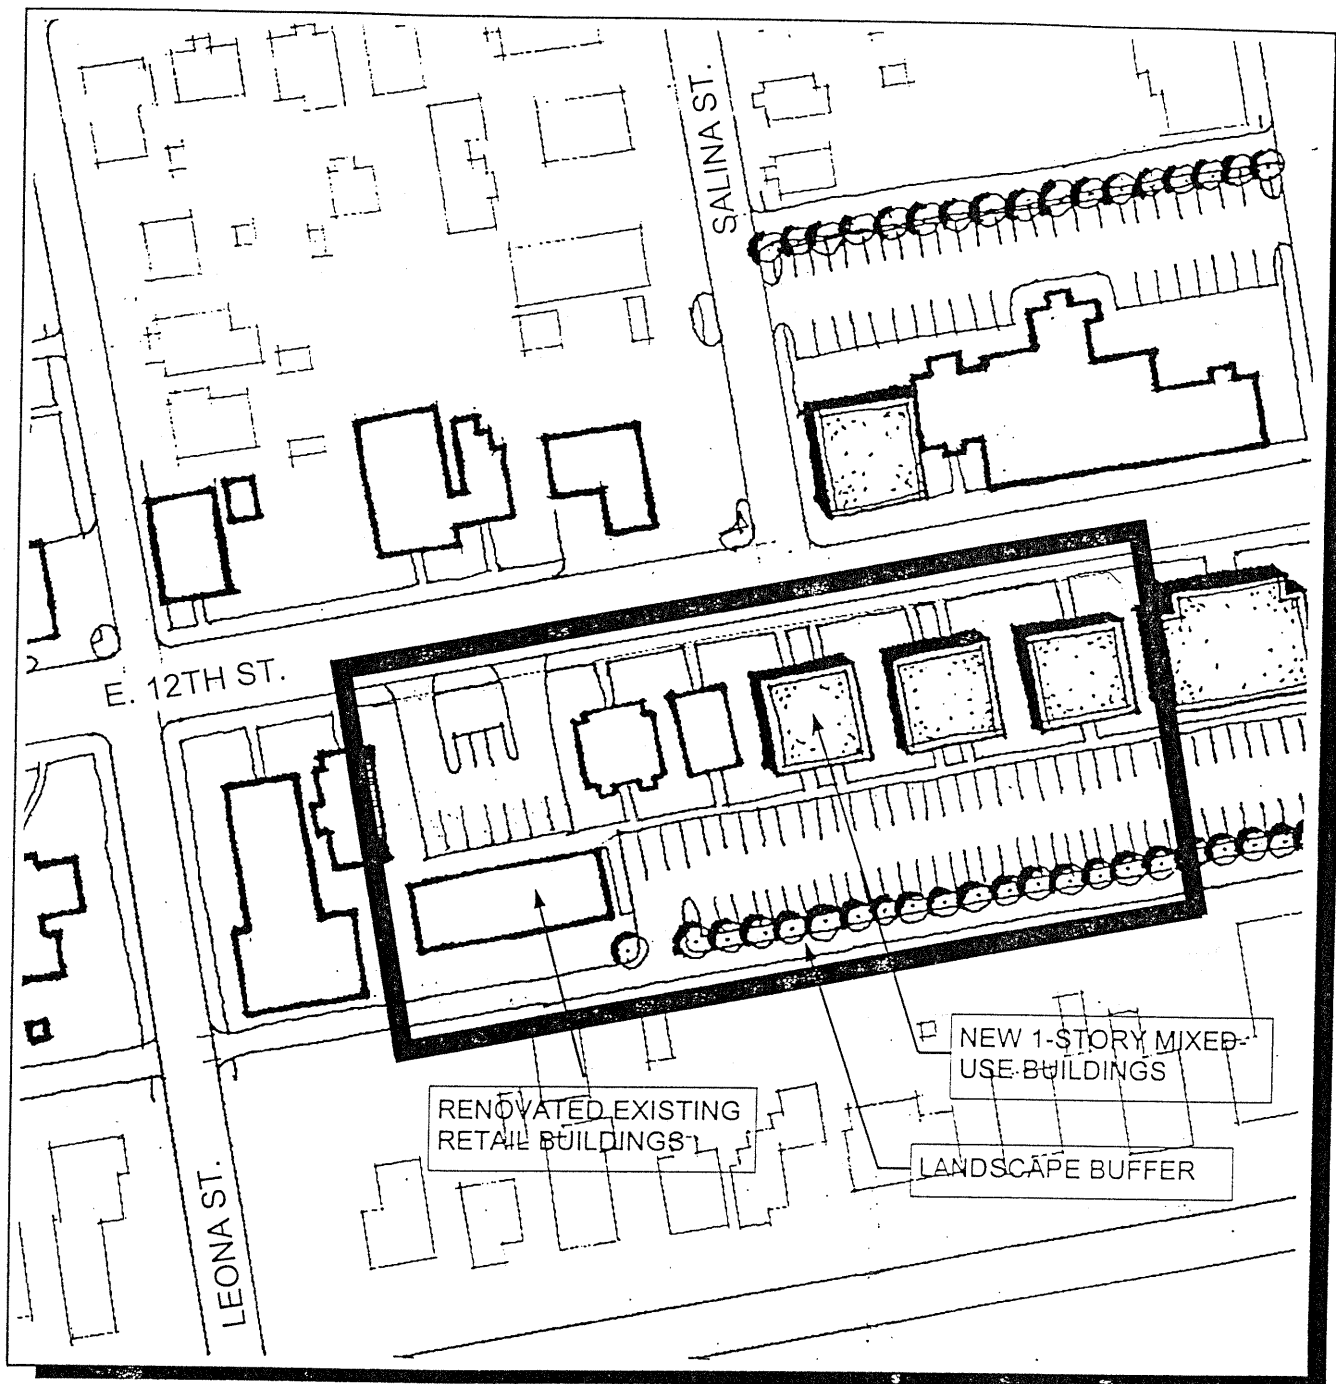 SALINA ST.
E. 12TH ST.
NEW 1-STORY MIXED-
USE BUILDINGS
RENOVATED EXISTING
RETAIL BUILDINGS
LANDSCAPE BUFFER
LEONA ST.